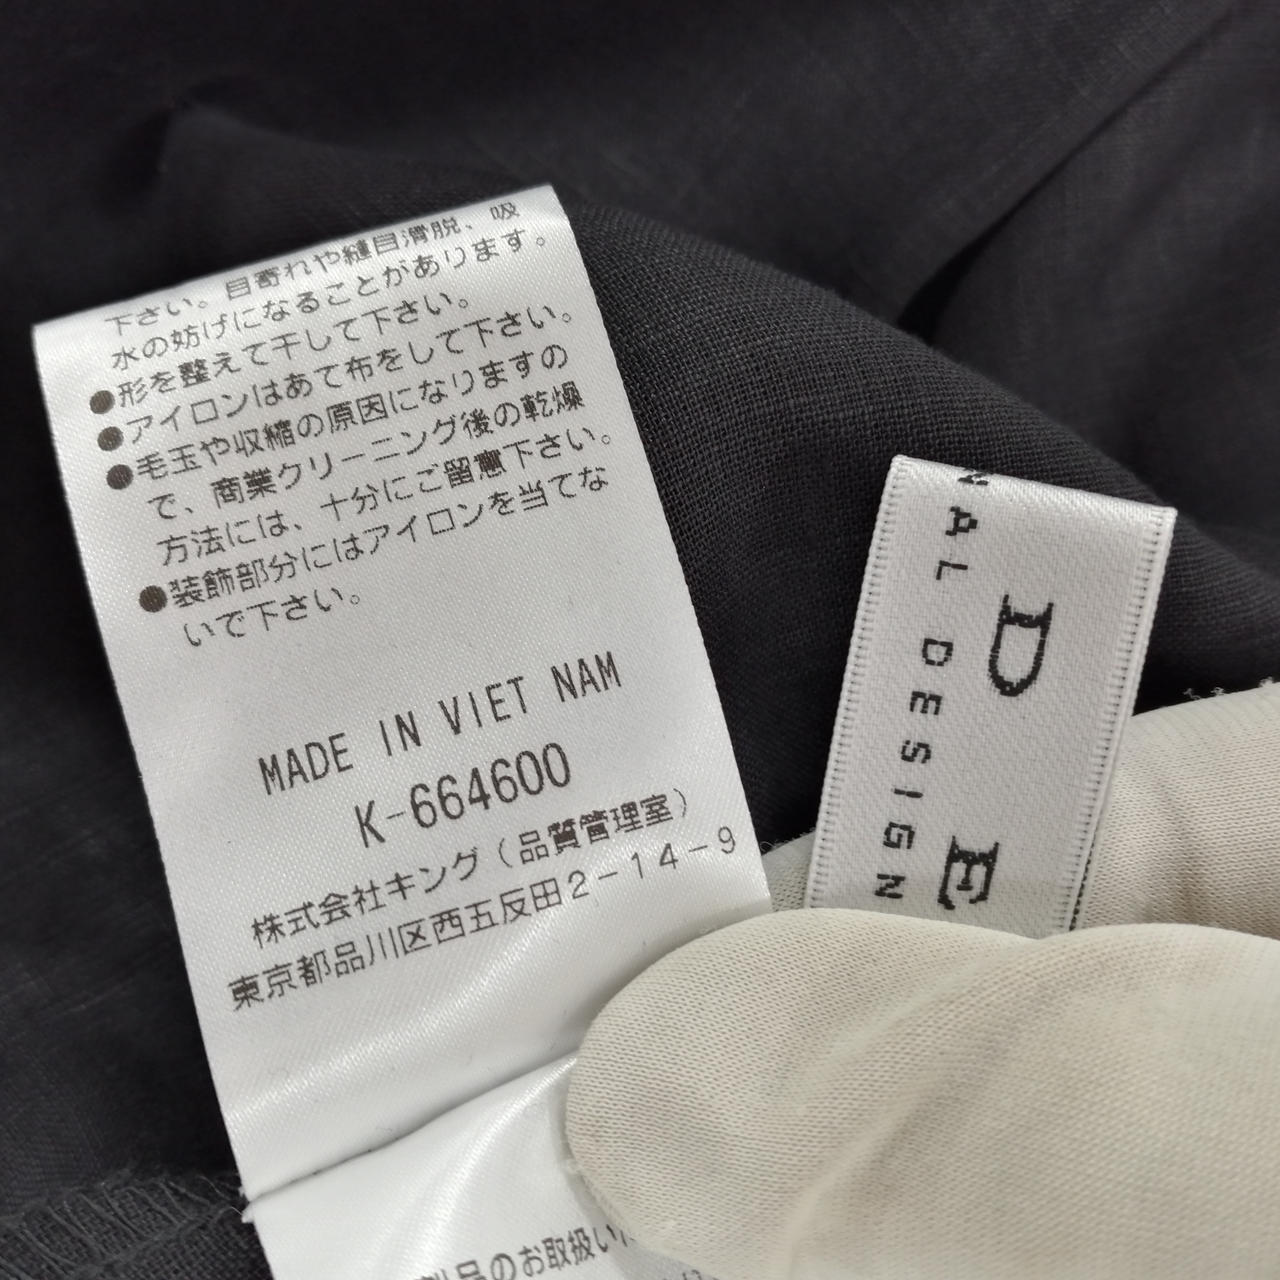 目寄れや縫目滑脱、吸
下さい。
水の妨げになることがあります。
●形を整えて干して下さい。
●アイロンはあて布をして下さい。
●毛玉や収縮の原因になりますの
で、商業クリーニング後の乾燥
方法には、十分にご留意下さい。
●装飾部分にはアイロンを当てな
いで下さい。
MADE IN VIET NAM
K-664600
株式会社キング(品質管理室)
東京都品川区西五反田2-14-9
品のお取扱い
NAL DESIGN
D E